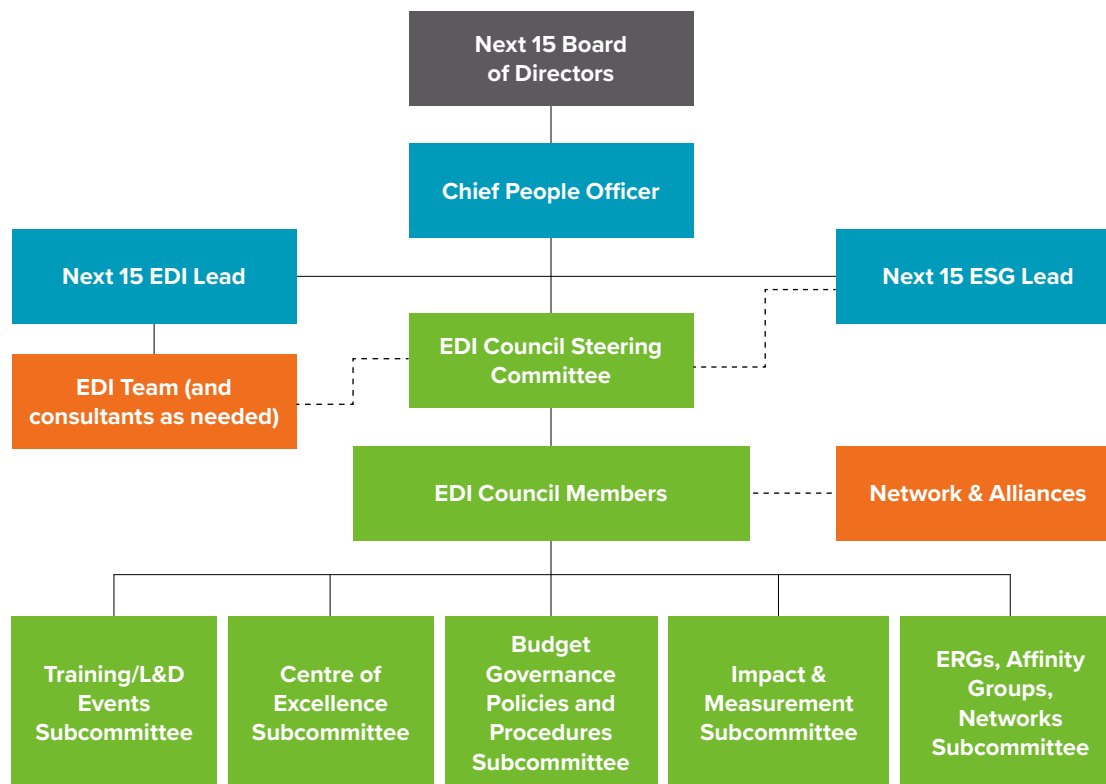 Next 15 Board
of Directors
Chief People Officer
Next 15 EDI Lead
Next 15 ESG Lead
EDI Council Steering
Committee
EDI Team (and
consultants as needed)
EDI Council Members
Network & Alliances
Training/L&D
Events
Subcommittee
Centre of
Excellence
Subcommittee
Budget
Governance
Policies and
Procedures
Subcommittee
Impact &
Measurement
Subcommittee
ERGs, Affinity
Groups,
Networks
Subcommittee